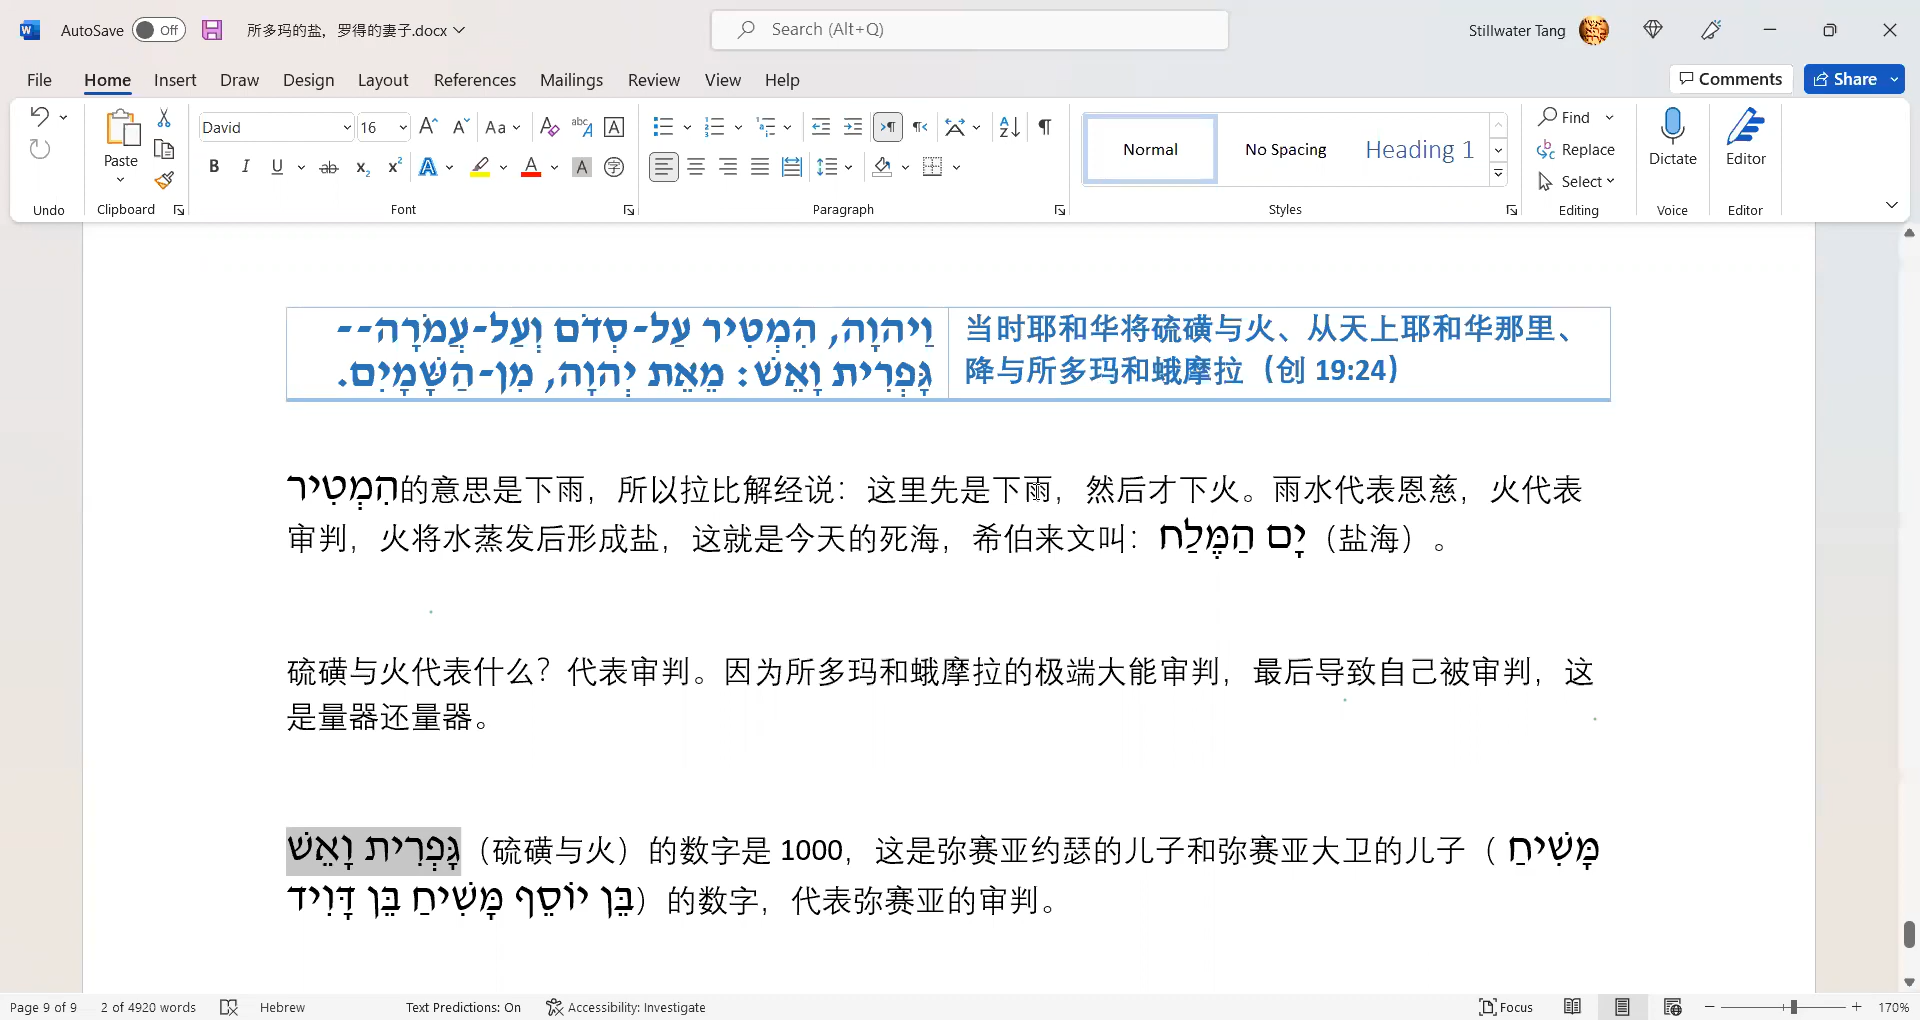 AutoSave Off 所多玛的盐，罗得的妻子.docx Search (Alt+Q) Stillwater Tang
File Home Insert Draw Design Layout References Mailings Review View Help Comments Share
Paste David 16 Normal No Spacing Heading 1 Find Replace Select Dictate Editor
Undo Clipboard Font Paragraph Styles Editing Voice Editor
וַיהוָה, הִמְטִיר עַל-סְדֹם וְעַל-עֲמֹרָה--
גָּפְרִית וָאֵשׁ: מֵאֵת יְהוָה, מִן-הַשָּׁמָיִם.
当时耶和华将硫磺与火、从天上耶和华那里、
降与所多玛和蛾摩拉（创 19:24）
הִמְטִיר的意思是下雨，所以拉比解经说：这里先是下雨，然后才下火。雨水代表恩慈，火代表
审判，火将水蒸发后形成盐，这就是今天的死海，希伯来文叫：יָם הַמֶּלַח（盐海）。
硫磺与火代表什么？代表审判。因为所多玛和蛾摩拉的极端大能审判，最后导致自己被审判，这
是量器还量器。
גָּפְרִית וָאֵשׁ（硫磺与火）的数字是 1000，这是弥赛亚约瑟的儿子和弥赛亚大卫的儿子（ מָּשִׁיחַ
בֵּן יוֹסֵף מָּשִׁיחַ בֵּן דָּוִיד）的数字，代表弥赛亚的审判。
Page 9 of 9 2 of 4920 words Hebrew Text Predictions: On Accessibility: Investigate Focus 170%